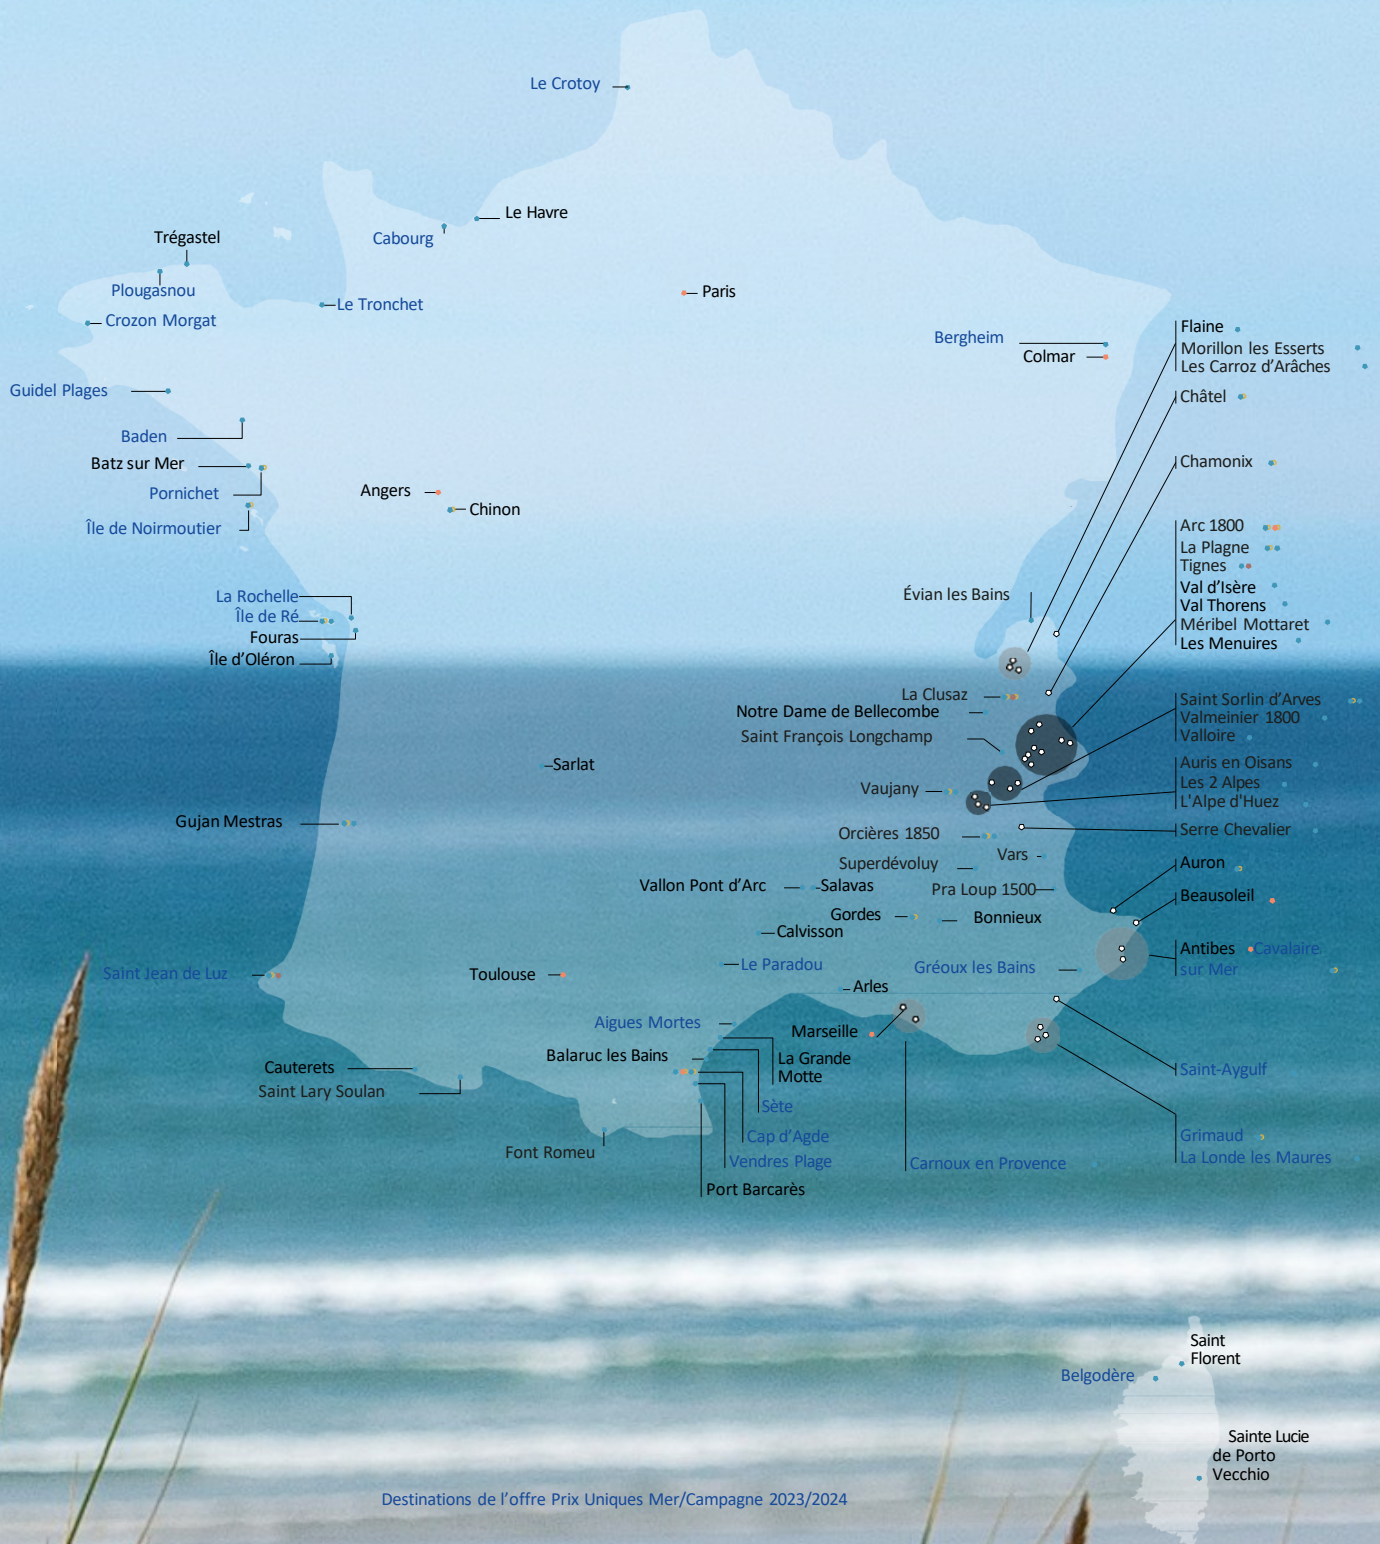 Le Crotoy
Le Havre
Cabourg
Trégastel
Plougasnou
Le Tronchet
Crozon Morgat
Paris
Bergheim
Colmar
Guidel Plages
Baden
Batz sur Mer
Pornichet
Île de Noirmoutier
Angers
Chinon
La Rochelle
Île de Ré
Fouras
Île d’Oléron
Évian les Bains
Flaine
Morillon les Esserts
Les Carroz d’Arâches
Châtel
Chamonix
Arc 1800
La Plagne
Tignes
Val d’Isère
Val Thorens
Méribel Mottaret
Les Menuires
La Clusaz
Notre Dame de Bellecombe
Saint François Longchamp
Saint Sorlin d’Arves
Valmeinier 1800
Valloire
Sarlat
Vaujany
Auris en Oisans
Les 2 Alpes
L'Alpe d'Huez
Gujan Mestras
Orcières 1850
Serre Chevalier
Superdévoluy
Vars
Auron
Vallon Pont d’Arc
Salavas
Pra Loup 1500
Beausoleil
Gordes
Bonnieux
Calvisson
Antibes
Cavalaire
sur Mer
Saint Jean de Luz
Toulouse
Le Paradou
Gréoux les Bains
Arles
Aigues Mortes
Marseille
Balaruc les Bains
La Grande
Motte
Cauterets
Saint Lary Soulan
Saint-Aygulf
Sète
Cap d’Agde
Font Romeu
Vendres Plage
Carnoux en Provence
Grimaud
La Londe les Maures
Port Barcarès
Saint
Florent
Belgodère
Sainte Lucie
de Porto
Vecchio
Destinations de l’offre Prix Uniques Mer/Campagne 2023/2024